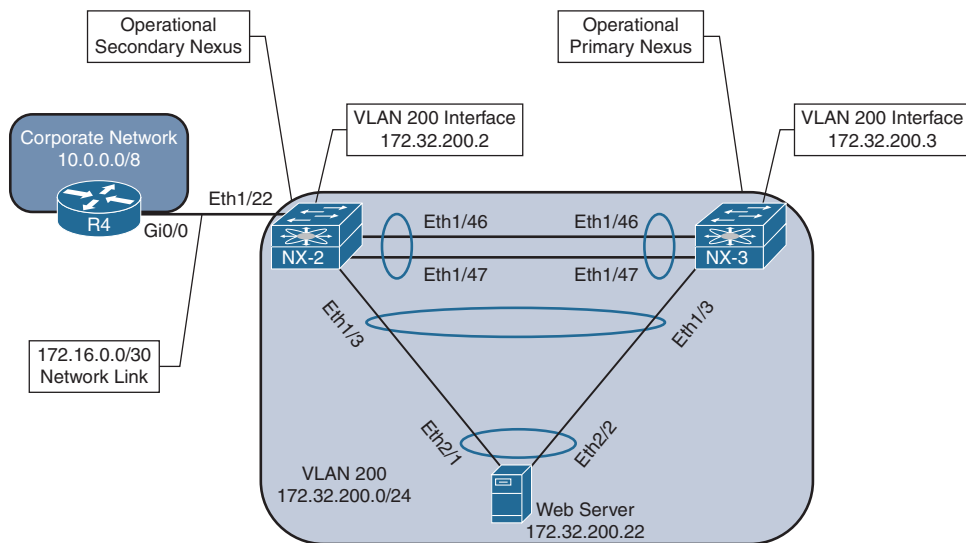 Operational
Secondary Nexus
Operational
Primary Nexus
VLAN 200 Interface
172.32.200.2
VLAN 200 Interface
172.32.200.3
Corporate Network
10.0.0.0/8
R4
Eth1/22
Gi0/0
NX-2
Eth1/46
Eth1/46
Eth1/47
Eth1/47
NX-3
Eth1/3
Eth1/3
172.16.0.0/30
Network Link
Eth2/1
Eth2/2
VLAN 200
172.32.200.0/24
Web Server
172.32.200.22